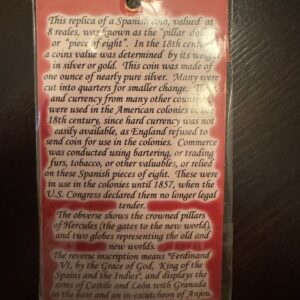 This replica of a Spanish coin, valued at
8 reales, was known as the "pillar dollar"
or "piece of eight". In the 18th century
a coins value was determined by its weight
in silver or gold. This coin was made of
one ounce of nearly pure silver. Many were
cut into quarters for smaller change. This
and currency from many other countries
were used in the American colonies in the
18th century, since hard currency was not
easily available, as England refused to
send coin for use in the colonies. Commerce
was conducted using bartering, or trading
furs, tobacco, or other valuables, or relied
on these Spanish pieces of eight. These were
in use in the colonies until 1857, when the
U.S. Congress declared them no longer legal
tender.
The obverse shows the crowned pillars
of Hercules (the gates to the new world),
and two globes representing the old and
new worlds.
The reverse inscription means "Ferdinand
VI, by the Grace of God, King of the
Spains and the Indies", and displays the
arms of Castile and León with Granada
in the base and an in-escutcheon of Anjou.